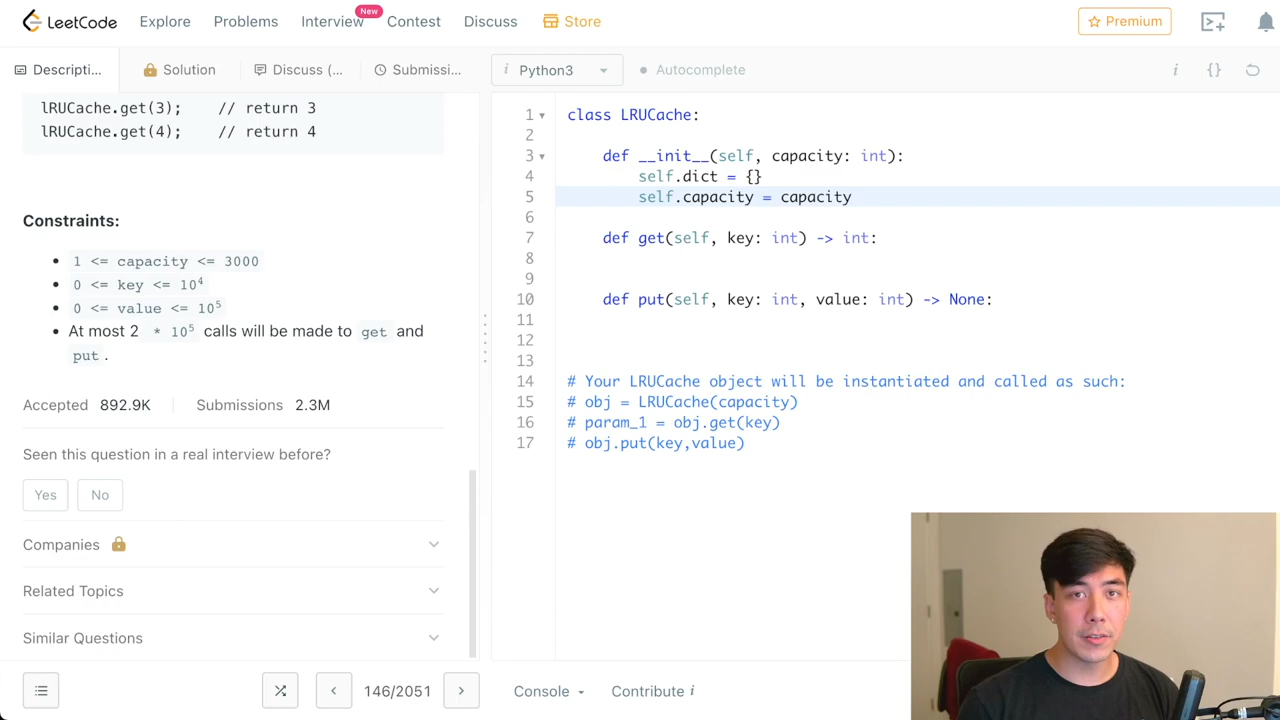 LeetCode
Explore
Problems
Interview
New
Contest
Discuss
Store
Premium
Descripti...
Solution
Discuss (...
Submissi...
i Python3
Autocomplete
i {}
lRUCache.get(3);    // return 3
lRUCache.get(4);    // return 4
Constraints:
• 1 <= capacity <= 3000
• 0 <= key <= 10⁴
• 0 <= value <= 10⁵
• At most 2 * 10⁵ calls will be made to get and
put .
Accepted 892.9K Submissions 2.3M
Seen this question in a real interview before?
Yes No
Companies
Related Topics
Similar Questions
146/2051
1 class LRUCache:
2
3     def __init__(self, capacity: int):
4         self.dict = {}
5         self.capacity = capacity
6
7     def get(self, key: int) -> int:
8
9
10     def put(self, key: int, value: int) -> None:
11
12
13
14 # Your LRUCache object will be instantiated and called as such:
15 # obj = LRUCache(capacity)
16 # param_1 = obj.get(key)
17 # obj.put(key,value)
Console
Contribute i